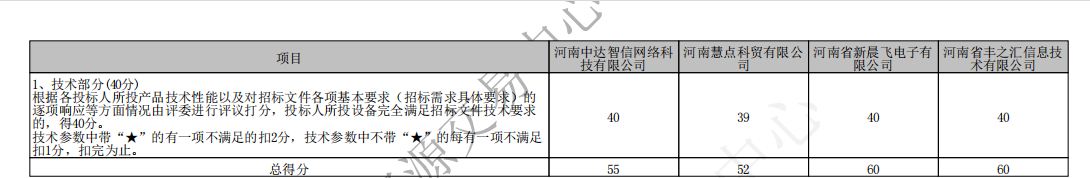 项目
河南中达智信网络科
技有限公司
河南慧点科贸有限公
司
河南省新晨飞电子有
限公司
河南省丰之汇信息技
术有限公司
1、技术部分(40分)
根据各投标人所投产品技术性能以及对招标文件各项基本要求（招标需求具体要求）的
逐项响应等方面情况由评委进行评议打分，投标人所投设备完全满足招标文件技术要求
的，得40分。
技术参数中带“★”的有一项不满足的扣2分，技术参数中不带“★”的每有一项不满足
扣1分，扣完为止。
40
39
40
40
总得分
55
52
60
60
源交易中心
中心